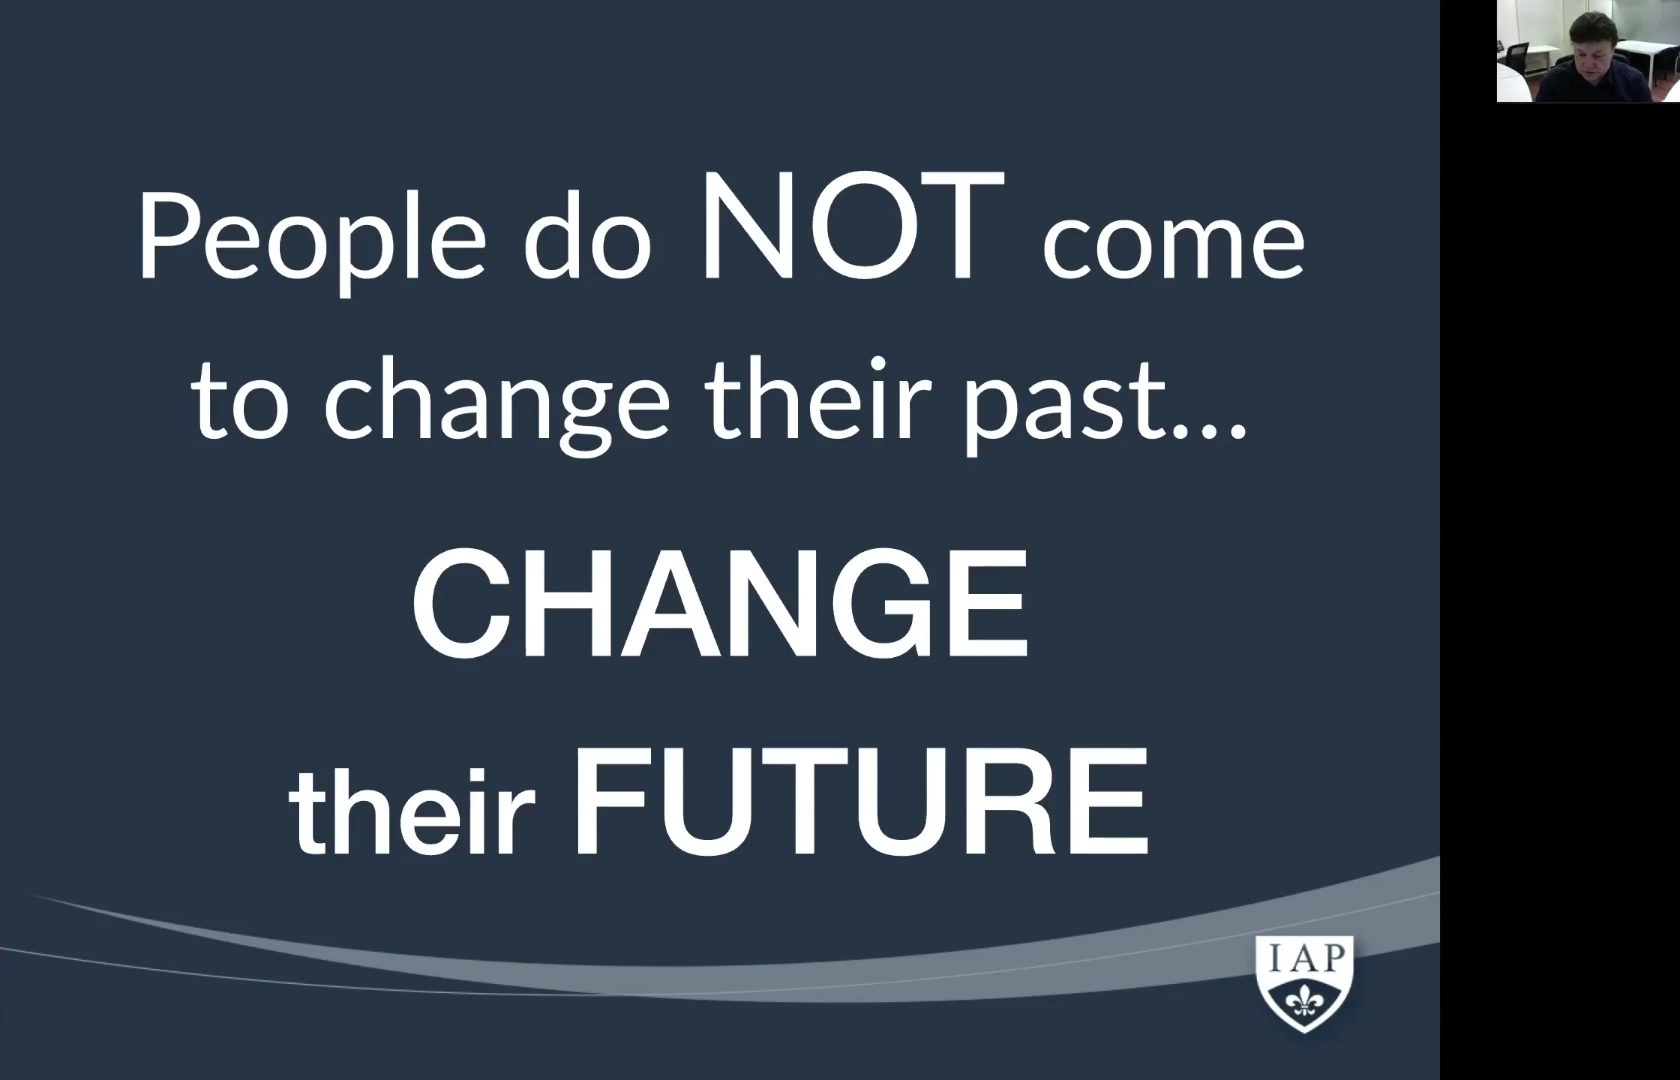 People do NOT come
to change their past...
CHANGE
their FUTURE
IAP